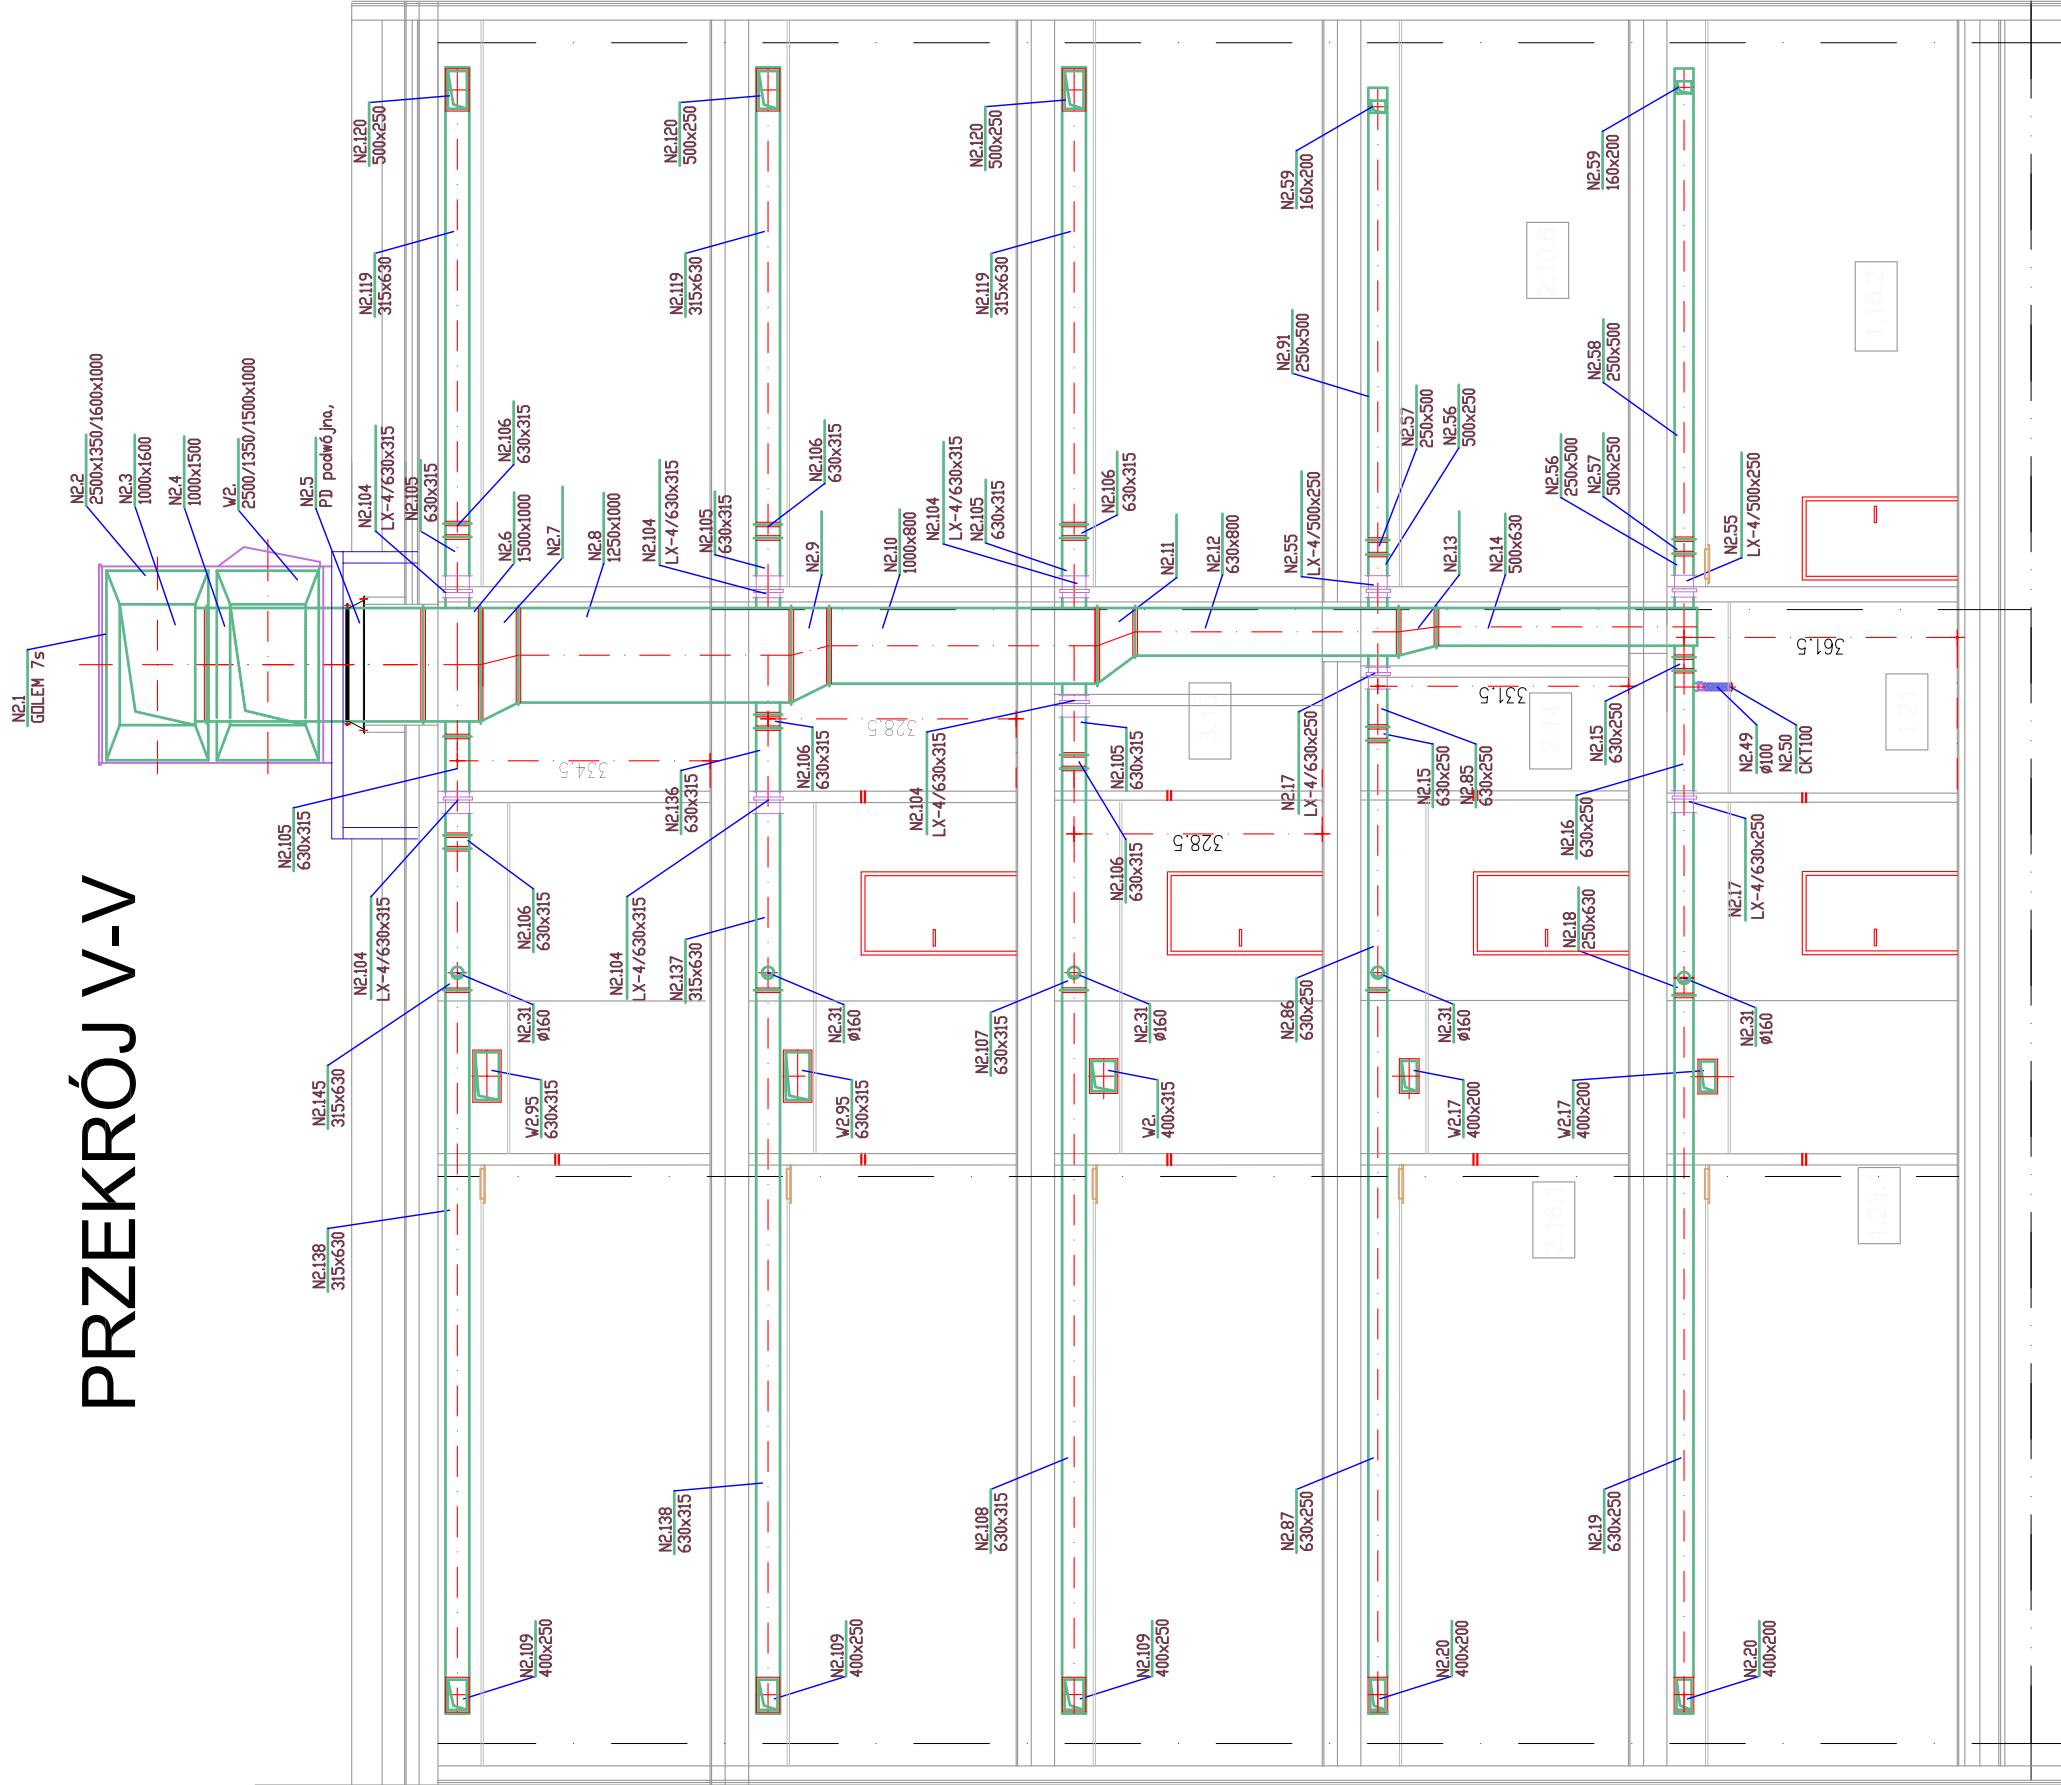 PRZEKRÓJ V-V
N2.1
GOLEM 7s
N2.2
2500x1350/1600x1000
N2.3
1000x1600
N2.4
1000x1500
W2.
2500/1350/1500x1000
N2.5
PD podwójna,
N2.104
LX-4/630x315
N2.105
630x315
N2.106
630x315
N2.6
1500x1000
N2.7
N2.8
1250x1000
N2.119
315x630
N2.120
500x250
N2.105
630x315
N2.104
LX-4/630x315
N2.106
630x315
N2.145
315x630
N2.31
ø160
W2.95
630x315
N2.138
315x630
N2.109
400x250
334.5
N2.120
500x250
N2.119
315x630
N2.104
LX-4/630x315
N2.105
630x315
N2.106
630x315
N2.9
N2.10
1000x800
N2.136
630x315
N2.106
630x315
328.5
N2.104
LX-4/630x315
N2.137
315x630
N2.31
ø160
W2.95
630x315
N2.138
630x315
N2.109
400x250
N2.120
500x250
N2.119
315x630
N2.104
LX-4/630x315
N2.105
630x315
N2.106
630x315
N2.11
N2.12
630x800
N2.104
LX-4/630x315
N2.105
630x315
N2.106
630x315
328.5
N2.107
630x315
N2.31
ø160
W2.
400x315
N2.108
630x315
N2.109
400x250
N2.59
160x200
N2.91
250x500
N2.57
250x500
N2.56
500x250
N2.55
LX-4/500x250
N2.13
N2.14
500x630
2.10.6
331.5
2.14
N2.17
LX-4/630x250
N2.15
630x250
N2.85
630x250
N2.86
630x250
N2.31
ø160
W2.17
400x200
2.16.1
N2.87
630x250
N2.20
400x200
N2.59
160x200
N2.58
250x500
N2.56
250x500
N2.57
500x250
N2.55
LX-4/500x250
1.16.2
361.5
1.21
N2.15
630x250
N2.49
ø100
N2.50
CKT100
N2.16
630x250
N2.17
LX-4/630x250
N2.18
250x630
N2.31
ø160
W2.17
400x200
N2.19
630x250
N2.20
400x200